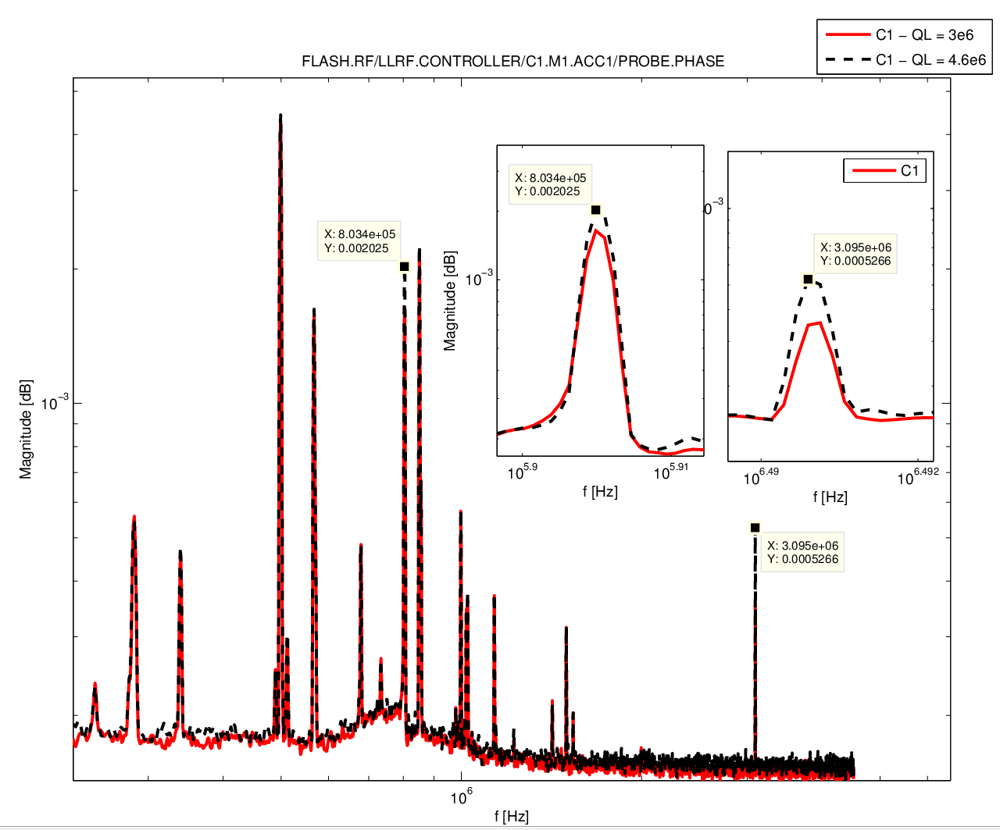 C1 − QL = 3e6
C1 − QL = 4.6e6
FLASH.RF/LLRF.CONTROLLER/C1.M1.ACC1/PROBE.PHASE
X: 8.034e+05
Y: 0.002025
C1
0⁻³
X: 8.034e+05
Y: 0.002025
X: 3.095e+06
Y: 0.0005266
Magnitude [dB]
10⁻³
Magnitude [dB]
10⁻³
10^5.9
10^5.91
f [Hz]
10^6.49
10^6.492
f [Hz]
X: 3.095e+06
Y: 0.0005266
10⁶
f [Hz]